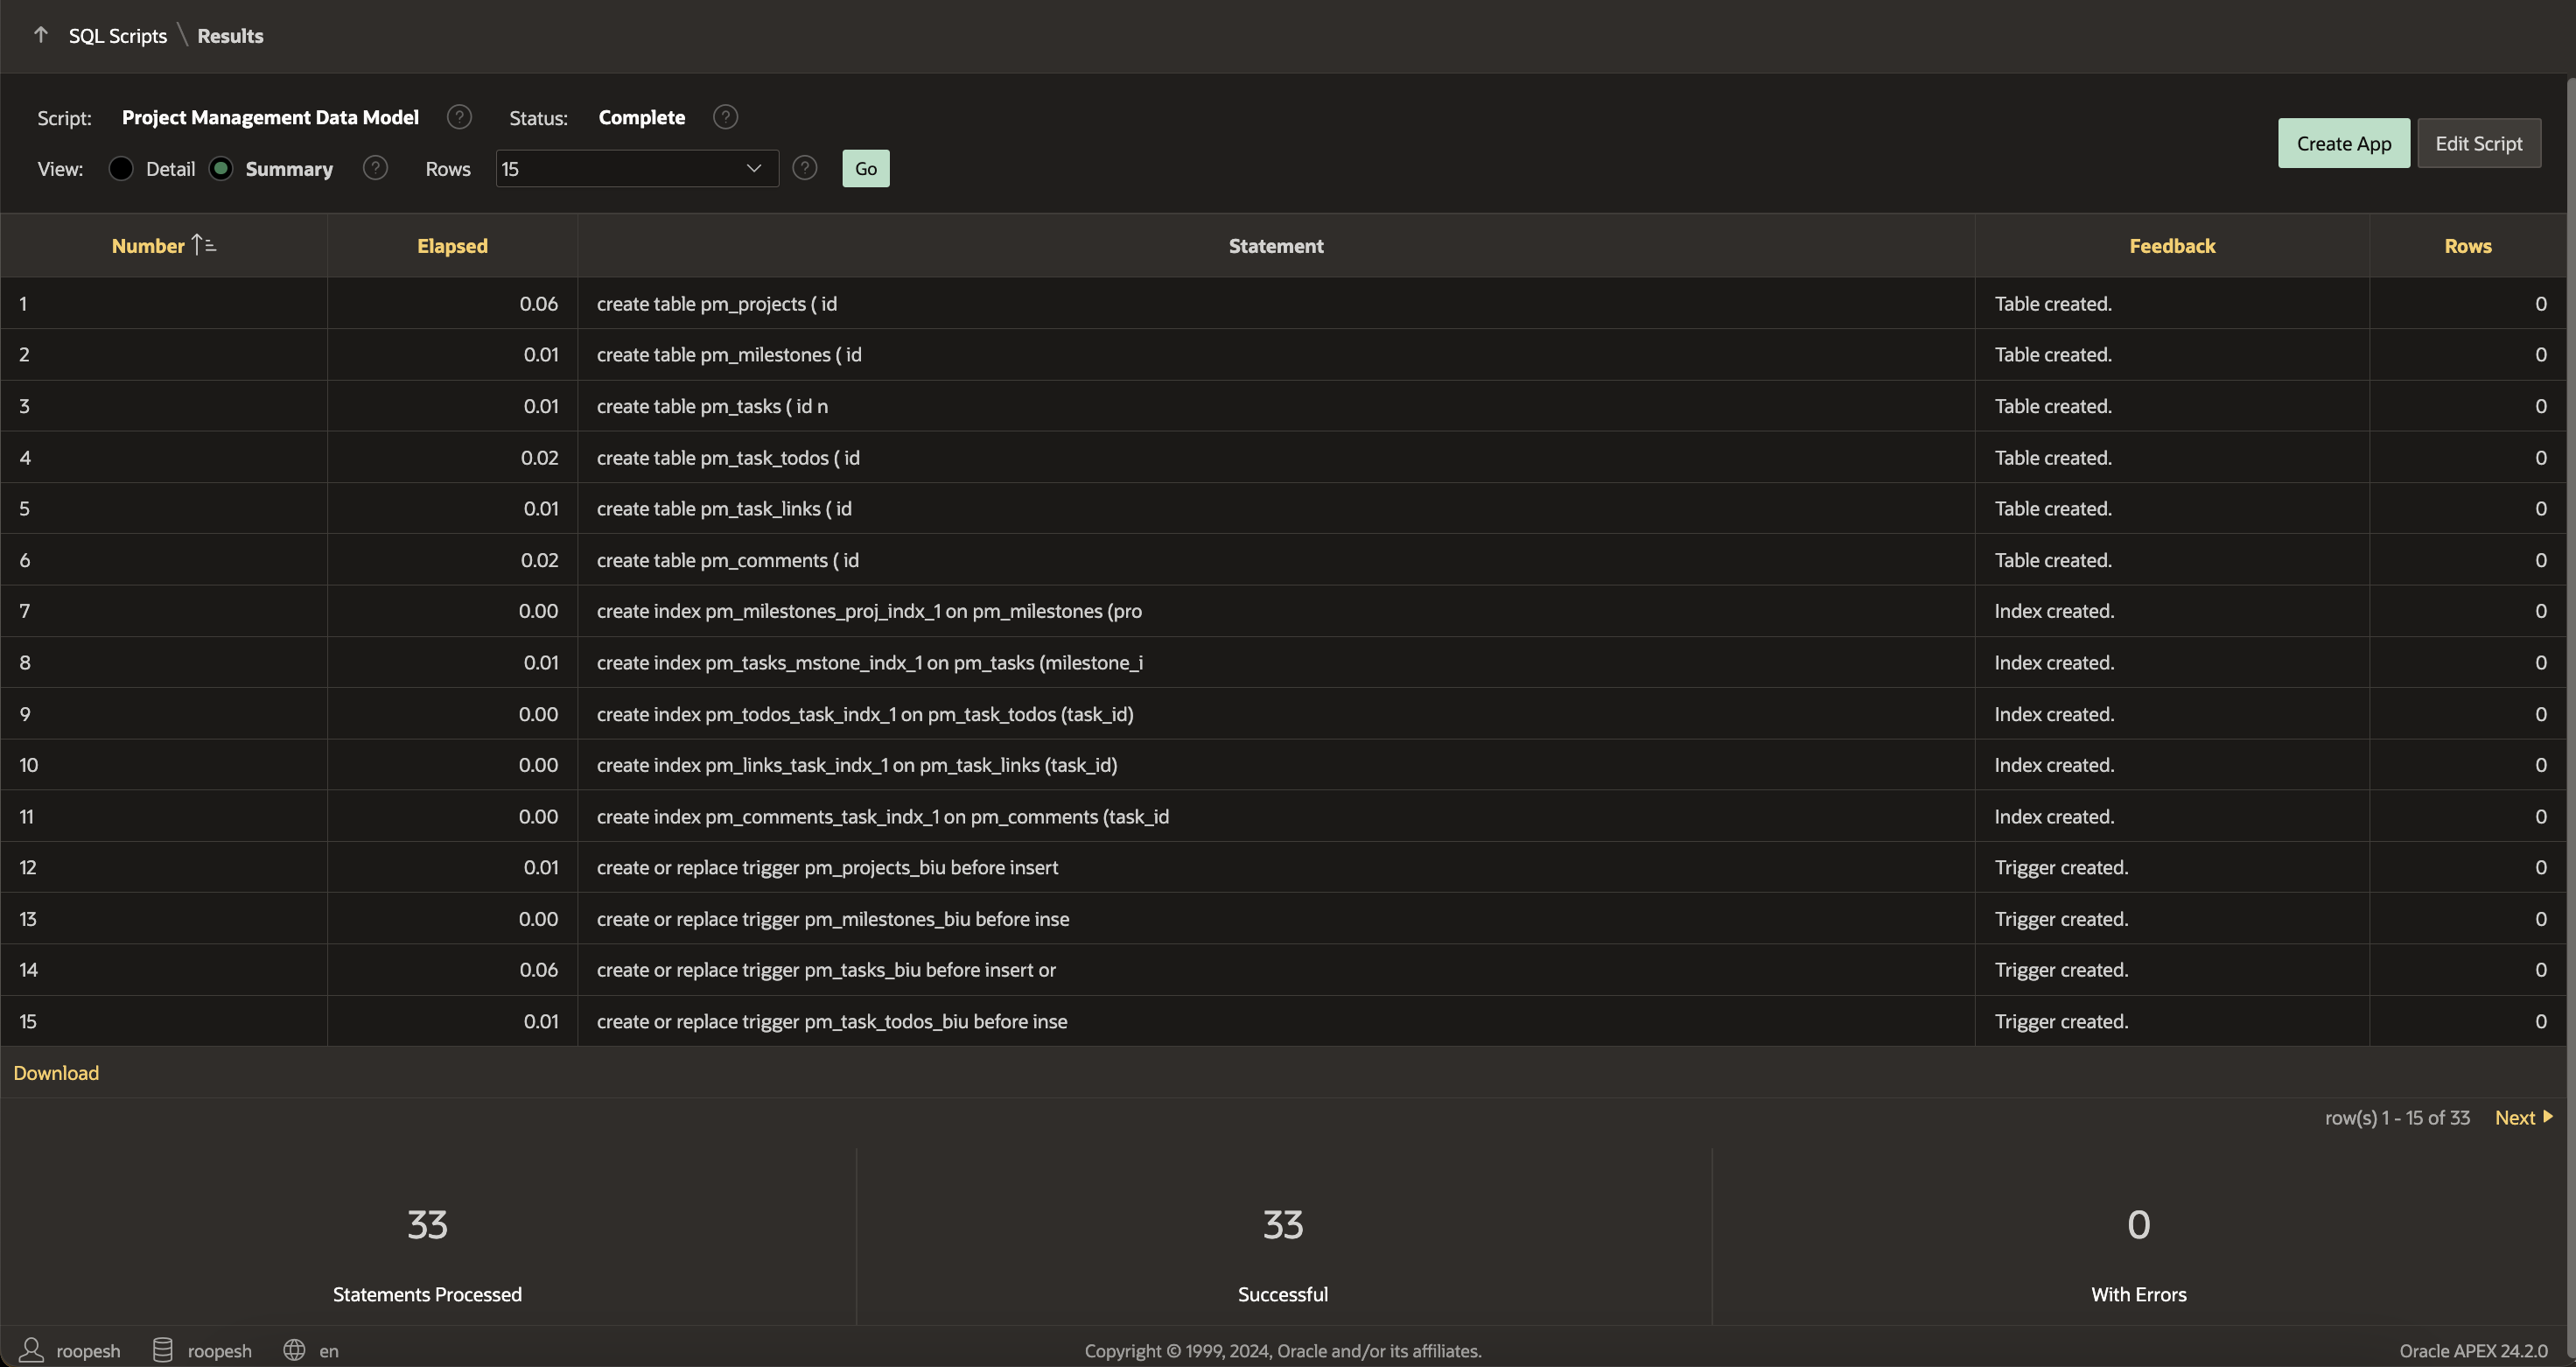 SQL Scripts \ Results
Script: Project Management Data Model ? Status: Complete ?
Create App Edit Script
View: Detail Summary ? Rows 15 ? Go
Number Elapsed Statement Feedback Rows
1 0.06 create table pm_projects ( id Table created. 0
2 0.01 create table pm_milestones ( id Table created. 0
3 0.01 create table pm_tasks ( id n Table created. 0
4 0.02 create table pm_task_todos ( id Table created. 0
5 0.01 create table pm_task_links ( id Table created. 0
6 0.02 create table pm_comments ( id Table created. 0
7 0.00 create index pm_milestones_proj_indx_1 on pm_milestones (pro Index created. 0
8 0.01 create index pm_tasks_mstone_indx_1 on pm_tasks (milestone_i Index created. 0
9 0.00 create index pm_todos_task_indx_1 on pm_task_todos (task_id) Index created. 0
10 0.00 create index pm_links_task_indx_1 on pm_task_links (task_id) Index created. 0
11 0.00 create index pm_comments_task_indx_1 on pm_comments (task_id Index created. 0
12 0.01 create or replace trigger pm_projects_biu before insert Trigger created. 0
13 0.00 create or replace trigger pm_milestones_biu before inse Trigger created. 0
14 0.06 create or replace trigger pm_tasks_biu before insert or Trigger created. 0
15 0.01 create or replace trigger pm_task_todos_biu before inse Trigger created. 0
Download
row(s) 1 - 15 of 33 Next
33 33 0
Statements Processed Successful With Errors
roopesh roopesh en Copyright © 1999, 2024, Oracle and/or its affiliates. Oracle APEX 24.2.0